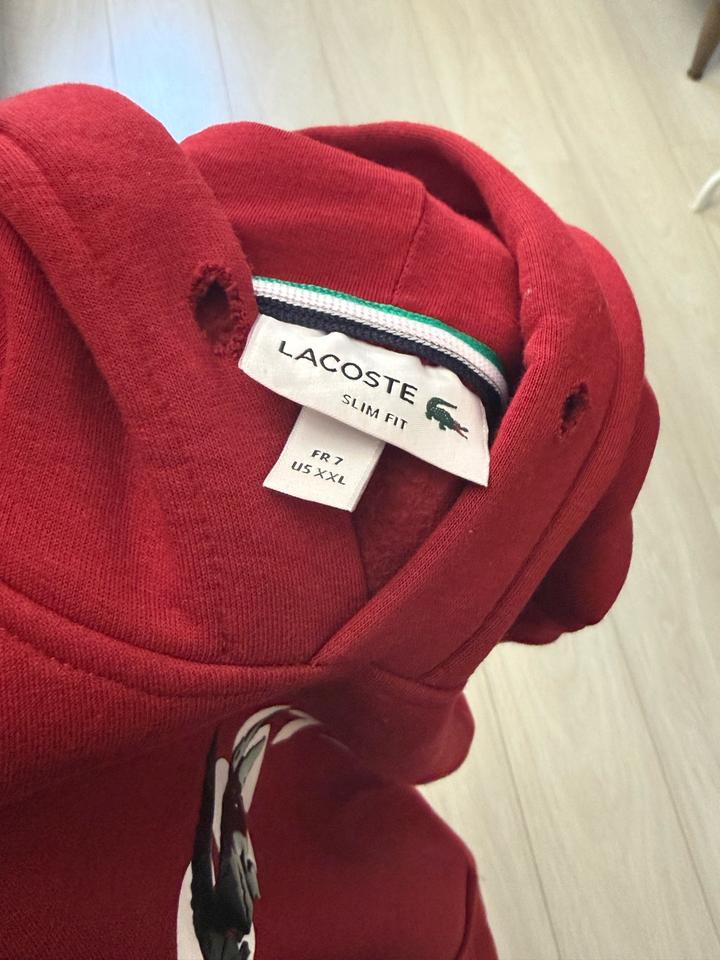 LACOSTE
SLIM FIT
FR 7
US XXL